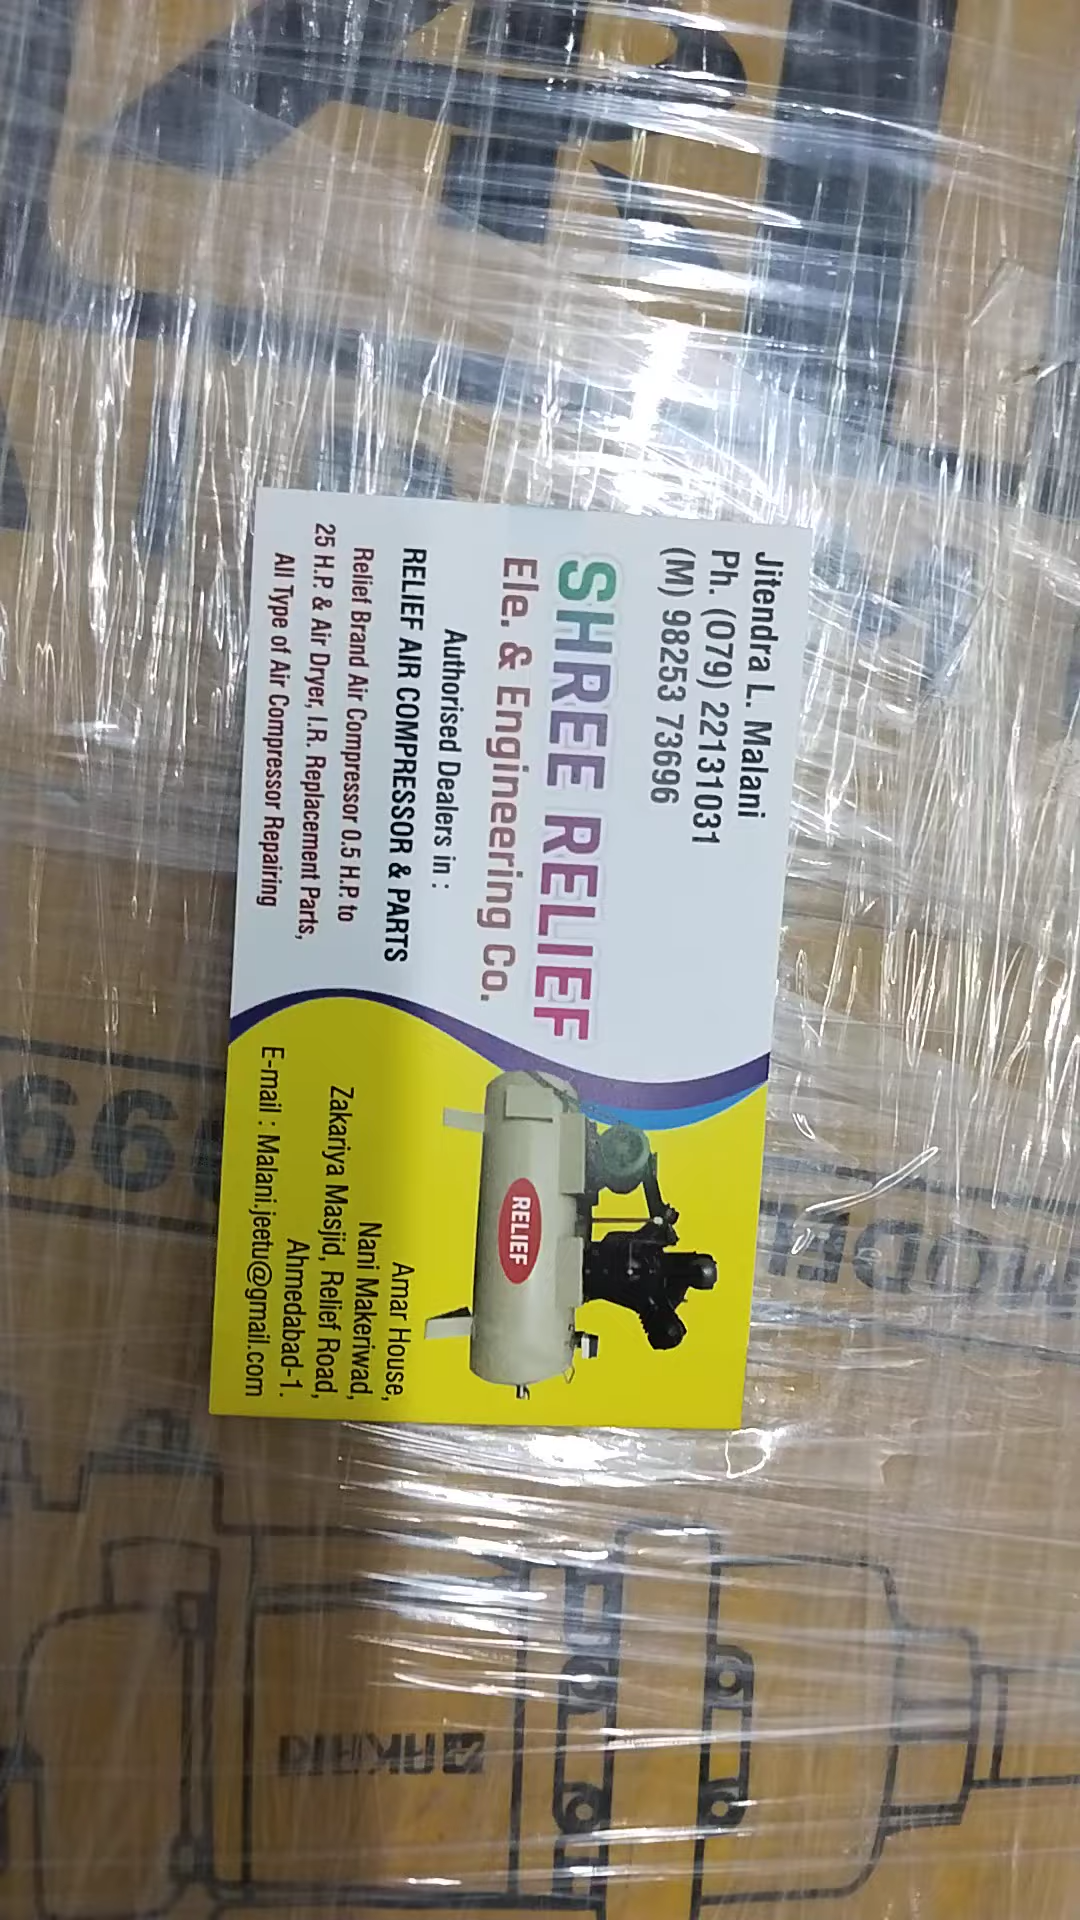 Jitendra L. Malani
Ph. (079) 22131031
(M) 98253 73696
SHREE RELIEF
Ele. & Engineering Co.
Authorised Dealers in :
RELIEF AIR COMPRESSOR & PARTS
Relief Brand Air Compressor 0.5 H.P. to
25 H.P. & Air Dryer, I.R. Replacement Parts,
All Type of Air Compressor Repairing
RELIEF
Amar House,
Nani Makeriwad,
Zakariya Masjid, Relief Road,
Ahmedabad-1.
E-mail : Malani.jeetu@gmail.com
MODEL